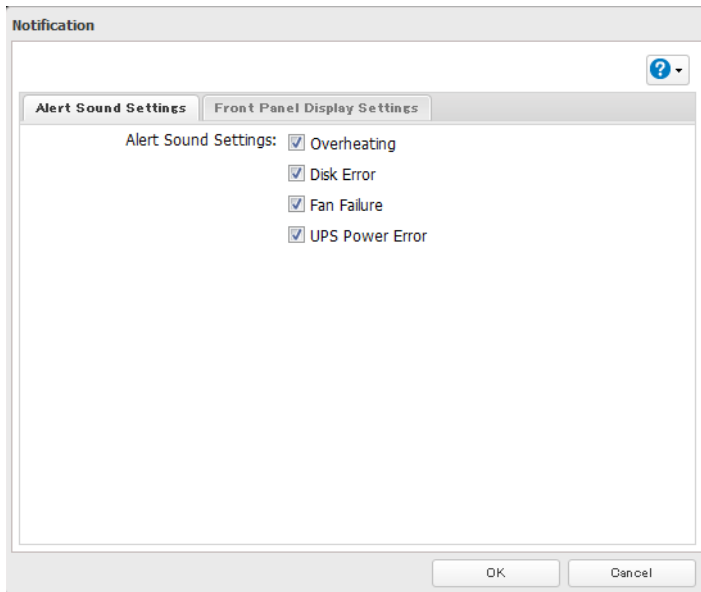 Notification
?
Alert Sound Settings Front Panel Display Settings
Alert Sound Settings: Overheating
Disk Error
Fan Failure
UPS Power Error
OK Cancel